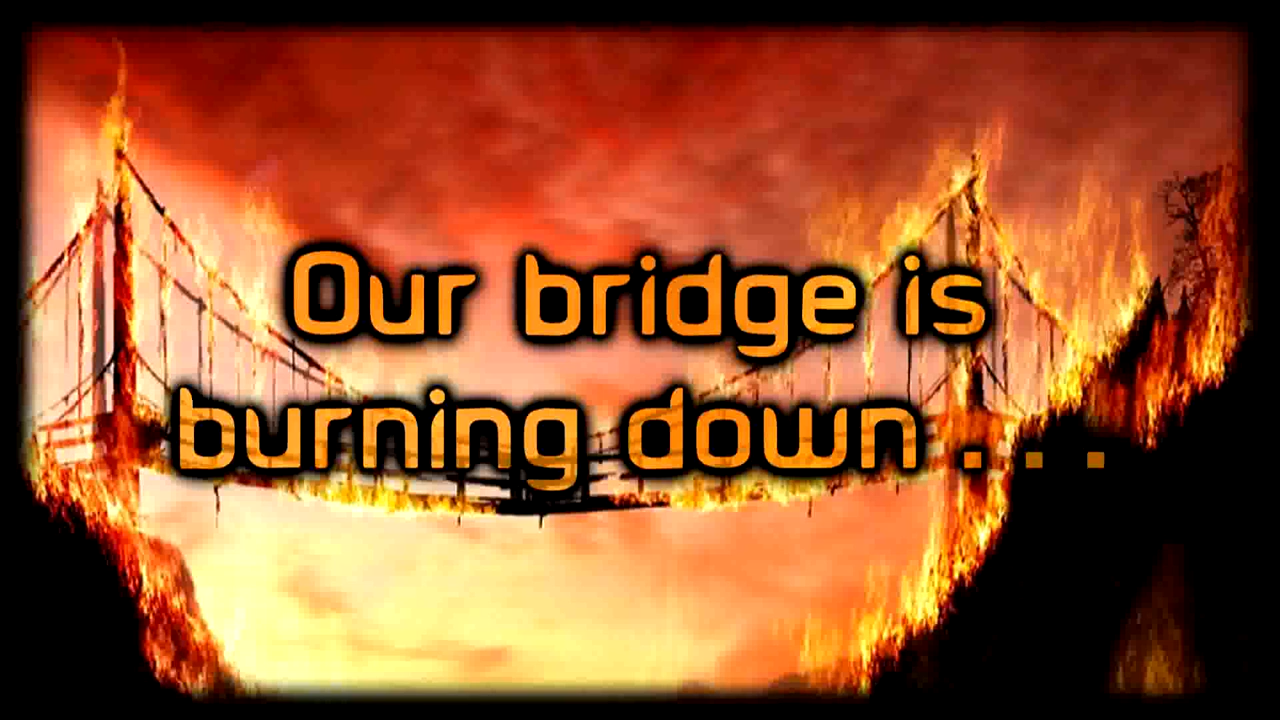 Our bridge is
burning down . . .